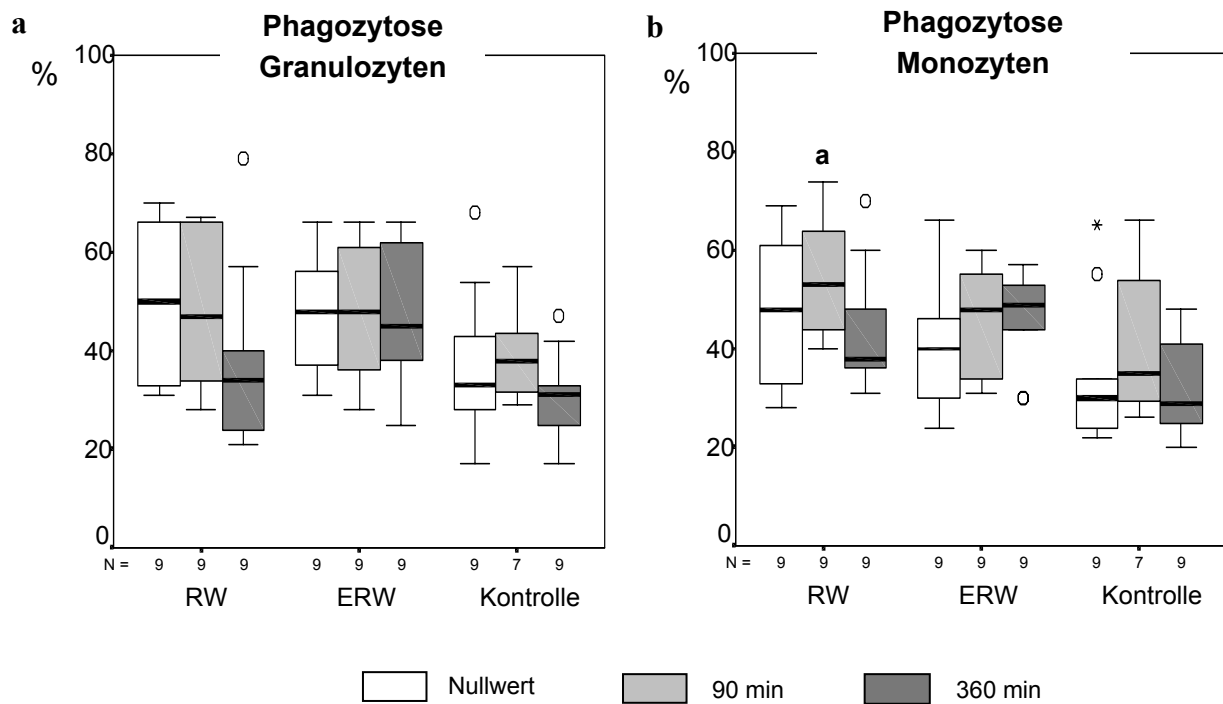 a
Phagozytose
Granulozyten
%
100
80
60
40
20
0
N = 9 9 9 9 9 9 9 7 9
RW ERW Kontrolle
b
Phagozytose
Monozyten
%
100
80
60
40
20
0
a
*
N = 9 9 9 9 9 9 9 7 9
RW ERW Kontrolle
Nullwert 90 min 360 min